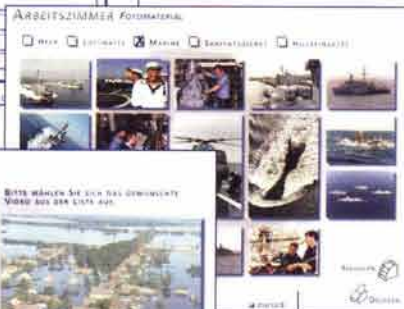 ARBEITSZIMMER FOTOMATERIAL
HEER LUFTWAFFE MARINE SANITÄTSDIENST HILFSEINSÄTZE
BITTE WÄHLEN SIE SICH DAS GEWÜNSCHTE
VIDEO AUS DER LISTE AUS.
ZURÜCK
DRUCKEN